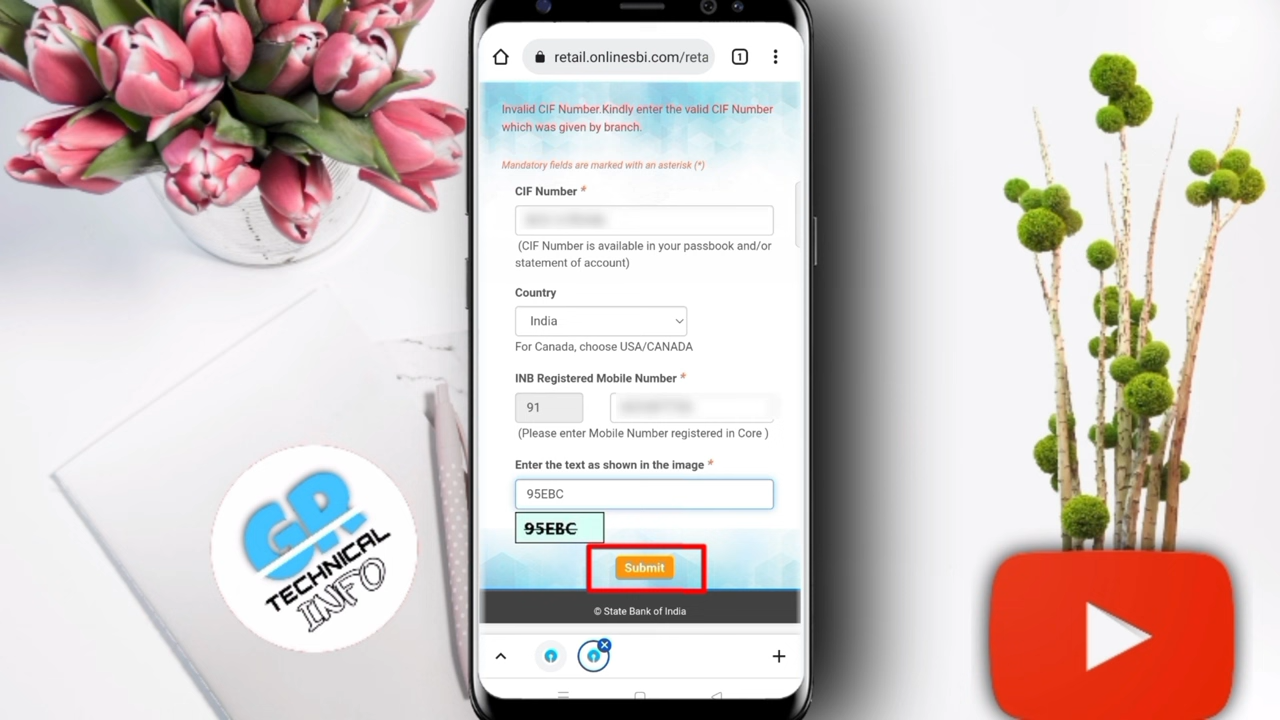 retail.onlinesbi.com/reta
1
Invalid CIF Number.Kindly enter the valid CIF Number
which was given by branch.
Mandatory fields are marked with an asterisk (*)
CIF Number *
(CIF Number is available in your passbook and/or
statement of account)
Country
India
For Canada, choose USA/CANADA
INB Registered Mobile Number *
91
(Please enter Mobile Number registered in Core )
Enter the text as shown in the image *
95EBC
95EBC
Submit
© State Bank of India
GR
TECHNICAL
INFO